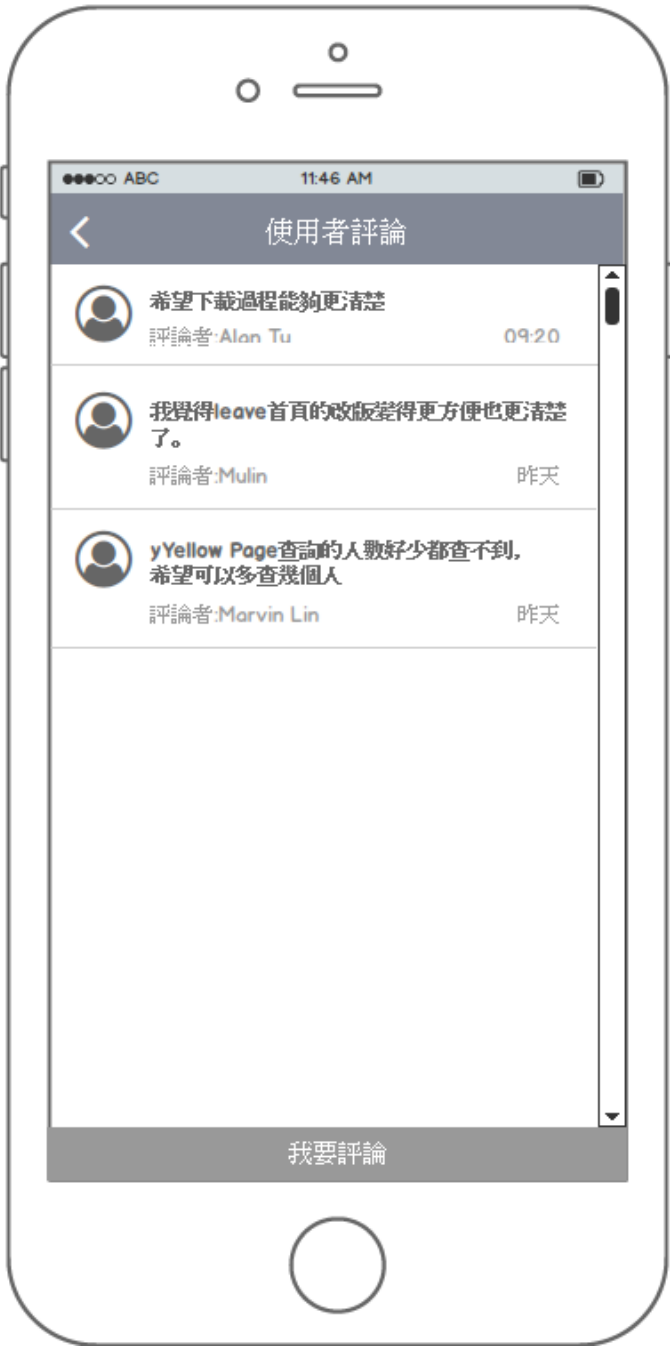 ABC 11:46 AM
使用者評論
希望下載過程能夠更清楚
評論者:Alan Tu 09:20
我覺得leave首頁的改版變得更方便也更清楚
了。
評論者:Mulin 昨天
yYellow Page查詢的人數好少都查不到,
希望可以多查幾個人
評論者:Marvin Lin 昨天
我要評論